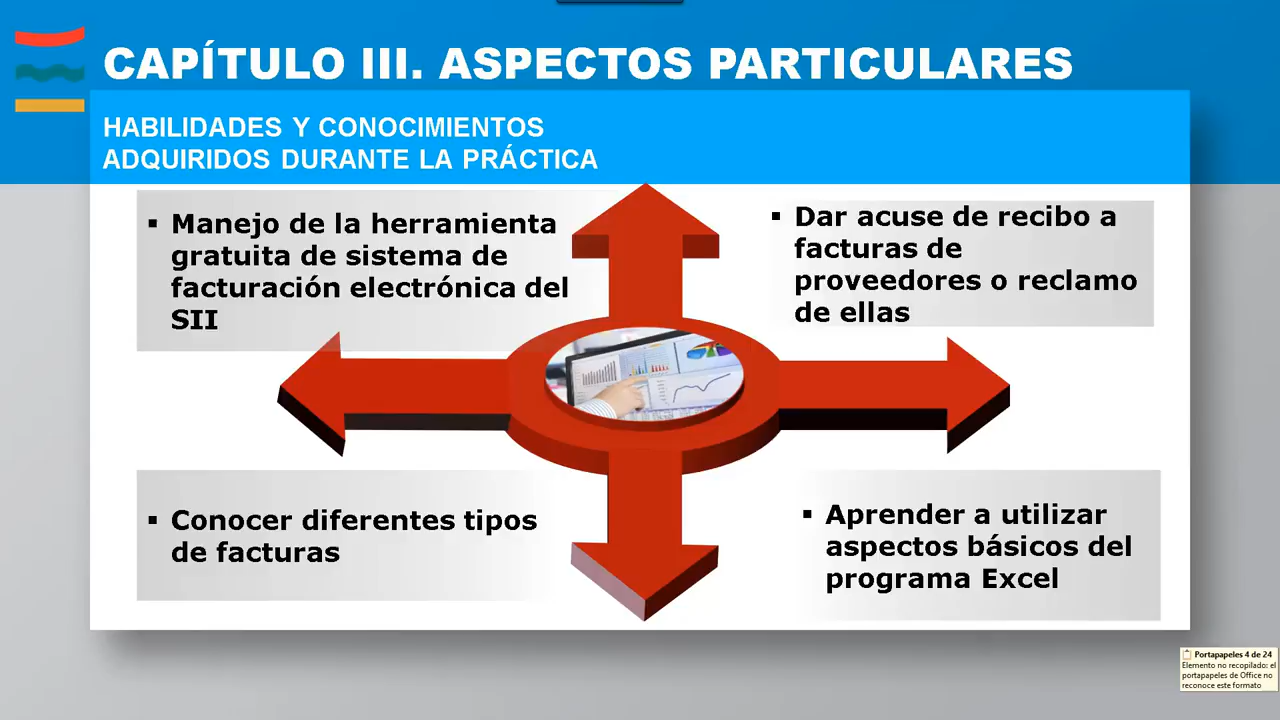 CAPÍTULO III. ASPECTOS PARTICULARES
HABILIDADES Y CONOCIMIENTOS
ADQUIRIDOS DURANTE LA PRÁCTICA
▪ Manejo de la herramienta
gratuita de sistema de
facturación electrónica del
SII
▪ Dar acuse de recibo a
facturas de
proveedores o reclamo
de ellas
▪ Conocer diferentes tipos
de facturas
▪ Aprender a utilizar
aspectos básicos del
programa Excel
Portapapeles 4 de 24
Elemento no recopilado: el
portapapeles de Office no
reconoce este formato